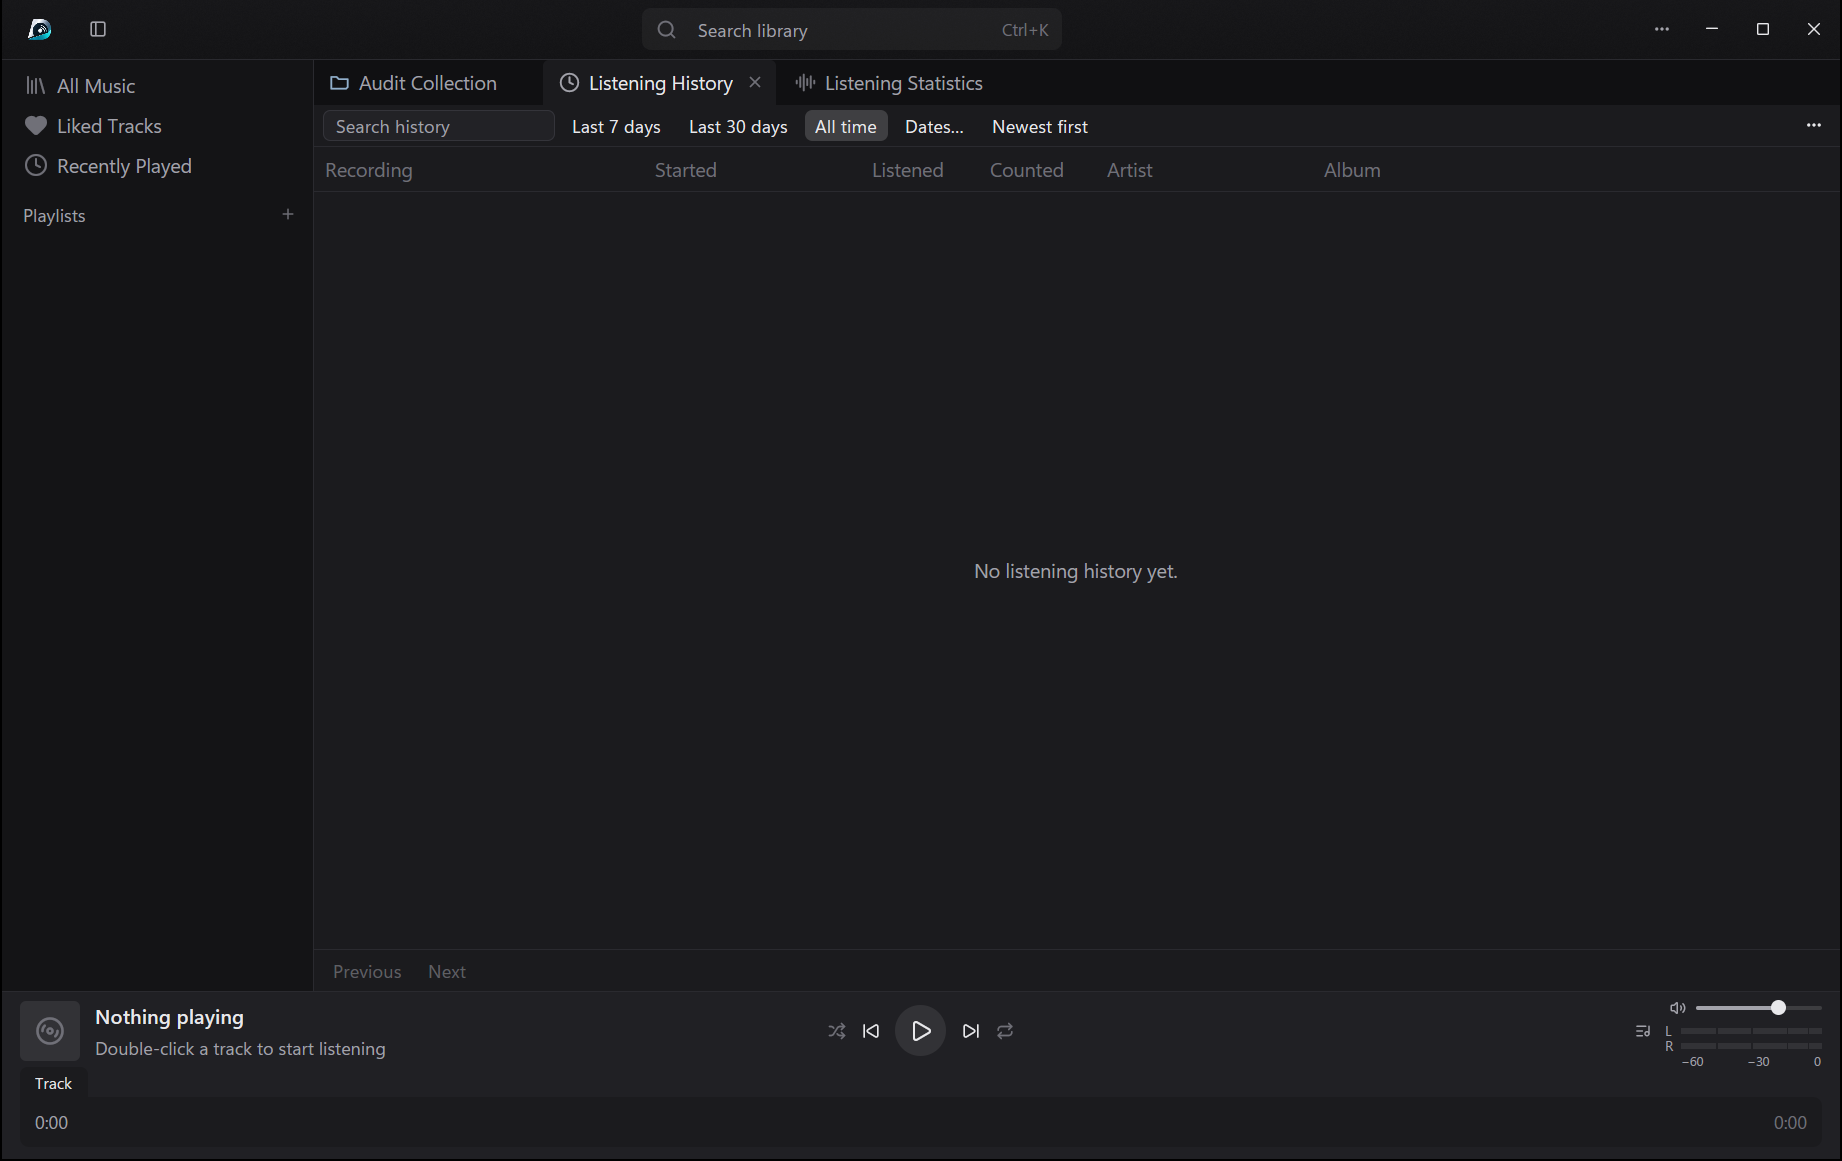 Search library Ctrl+K
All Music
Liked Tracks
Recently Played
Playlists
Audit Collection Listening History Listening Statistics
Search history Last 7 days Last 30 days All time Dates... Newest first
Recording Started Listened Counted Artist Album
No listening history yet.
Previous Next
Nothing playing
Double-click a track to start listening
L
R
−60 −30 0
Track
0:00 0:00